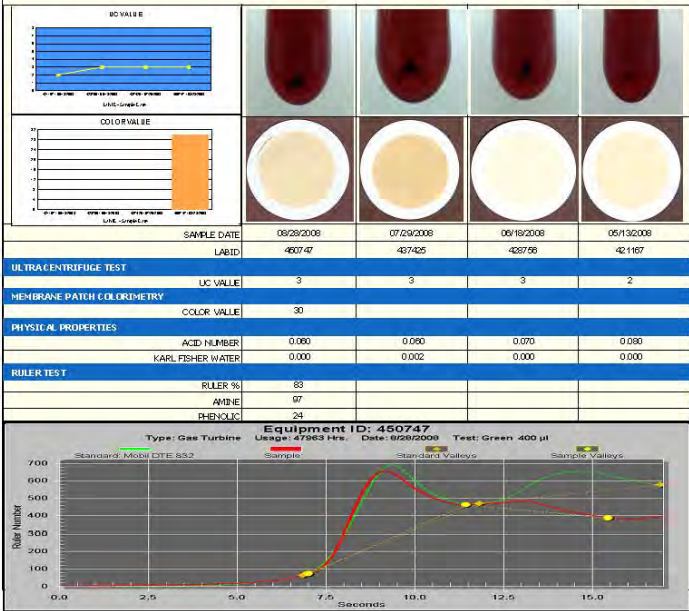 UC VALUE
COLOR VALUE
SAMPLE DATE 08/28/2008 07/29/2008 06/18/2008 05/13/2008
LABID 450747 437425 428756 421167
ULTRACENTRIFUGE TEST
UC VALUE 3 3 3 2
MEMBRANE PATCH COLORIMETRY
COLOR VALUE 30
PHYSICAL PROPERTIES
ACID NUMBER 0.060 0.060 0.070 0.080
KARL FISHER WATER 0.000 0.002 0.000 0.000
RULER TEST
RULER % 83
AMINE 97
PHENOLIC 24
Equipment ID: 450747
Type: Gas Turbine Usage: 47963 Hrs. Date: 8/28/2008 Test: Green 400 µl
Standard: Mobil DTE 832 Sample Standard Valleys Sample Valleys
Ruler Number
700
600
500
400
300
200
100
0
0.0 2.5 5.0 7.5 10.0 12.5 15.0
Seconds